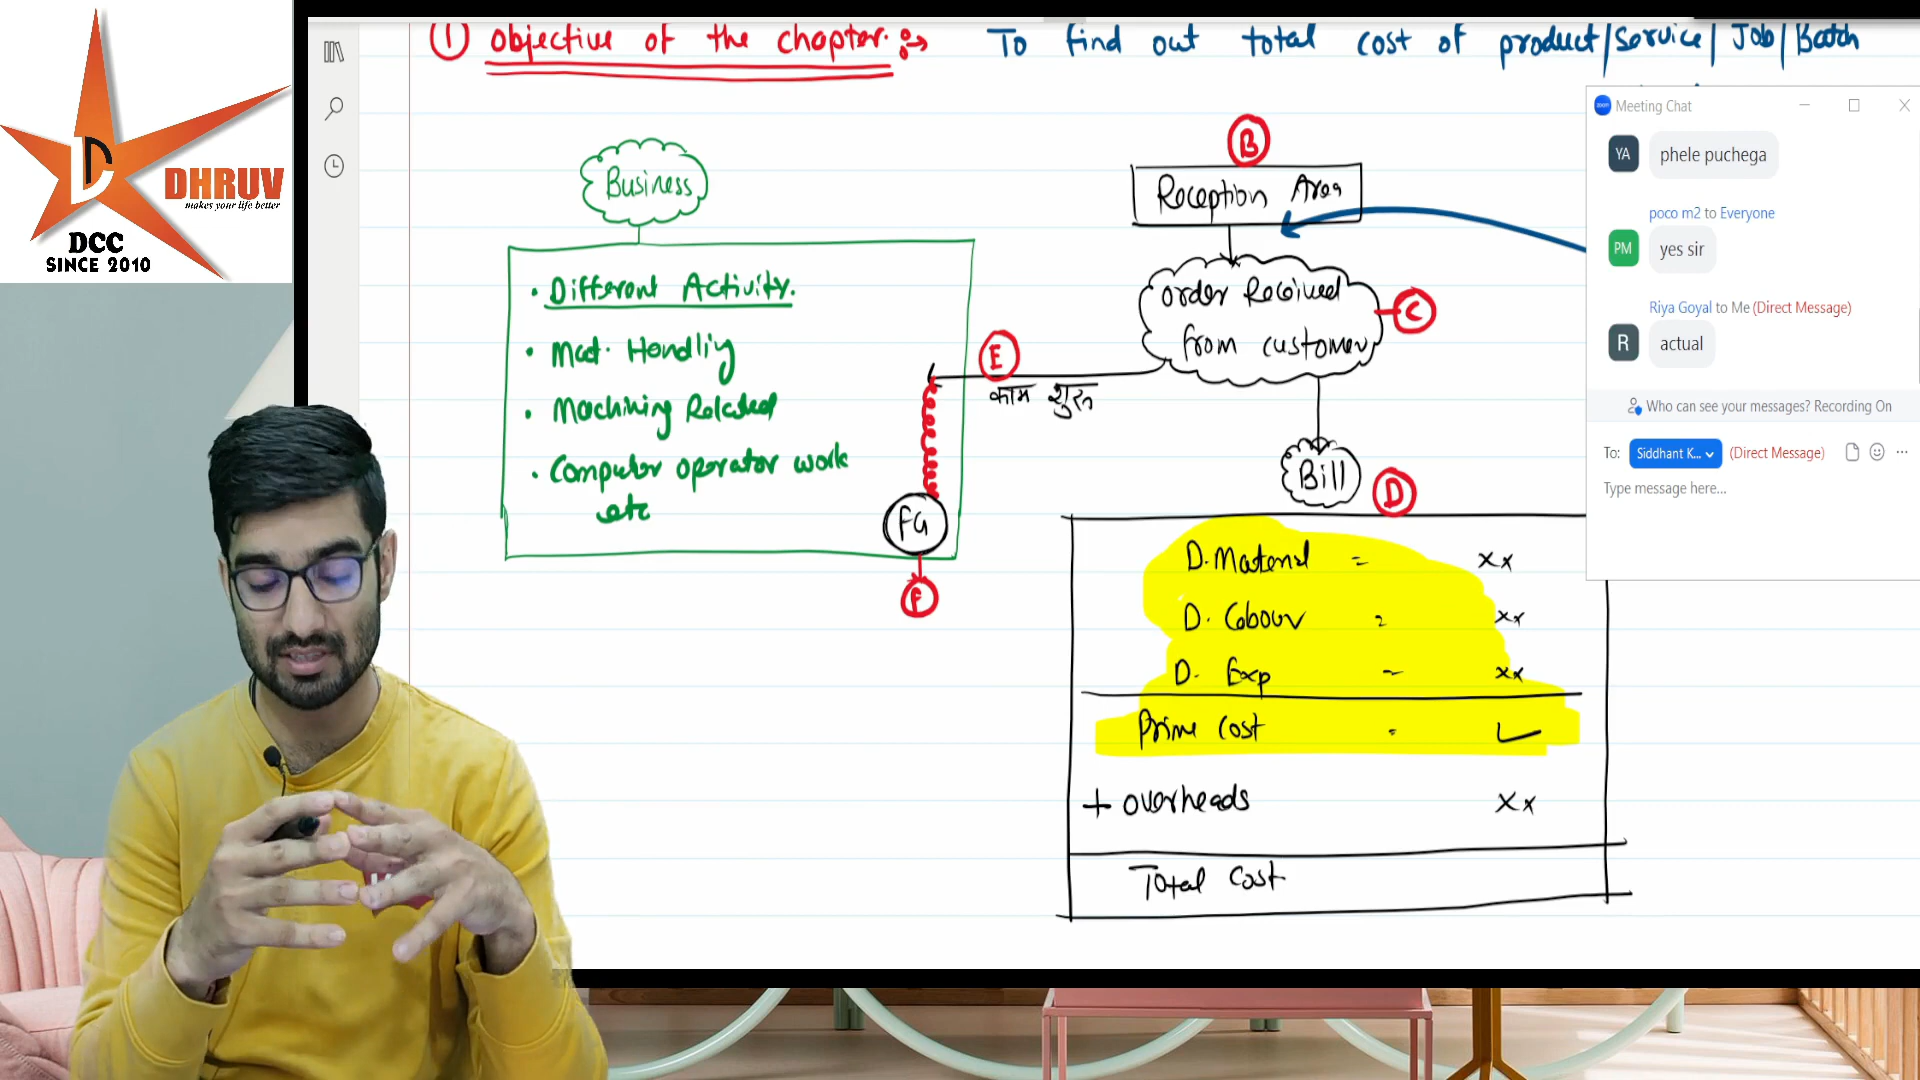 ① Objective of the chapter :→ To find out total cost of product/service/Job/Batch
DHRUV
makes your life better
DCC
SINCE 2010
Business
• Different Activity.
• Mat. Handling
• Machining Related
• Computer operator work
etc
FG
F
E
काम शुरू
B
Reception Area
Order Received
from customer
C
Bill
D
D. Material = xx
D. Labour = xx
D. Exp = xx
Prime Cost = ✓
+ overheads xx
Total Cost
zoom Meeting Chat
YA phele puchega
poco m2 to Everyone
PM yes sir
Riya Goyal to Me (Direct Message)
R actual
Who can see your messages? Recording On
To: Siddhant K... (Direct Message) ...
Type message here...